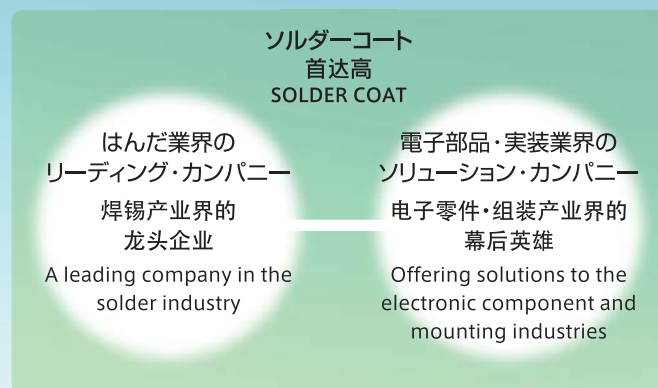 ソルダーコート
首达高
SOLDER COAT
はんだ業界の
リーディング・カンパニー
焊锡产业界的
龙头企业
A leading company in the
solder industry
電子部品・実装業界の
ソリューション・カンパニー
电子零件・组装产业界的
幕后英雄
Offering solutions to the
electronic component and
mounting industries